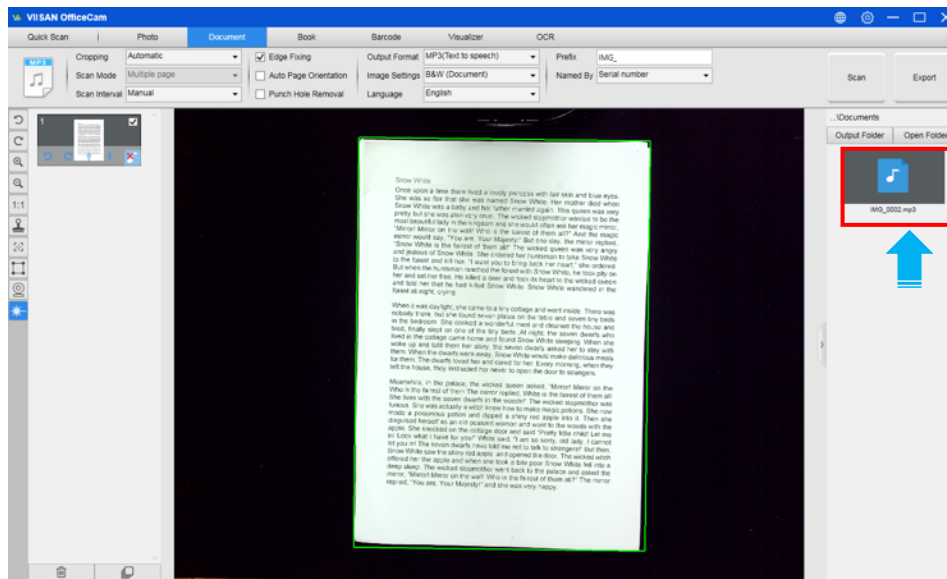 VIISAN OfficeCam
Quick Scan Photo Document Book Barcode Visualizer OCR
MP3
Cropping Automatic
Scan Mode Multiple page
Scan Interval Manual
Edge Fixing
Auto Page Orientation
Punch Hole Removal
Output Format MP3(Text to speech)
Image Settings B&W (Document)
Language English
Prefix IMG_
Named By Serial number
Scan
Export
1
1:1
Snow White
Once upon a time there lived a lovely princess with fair skin and blue eyes.
She was so fair that she was named Snow White. Her mother died when
Snow White was a baby and her father married again. This queen was very
pretty but she was also very cruel. The wicked stepmother wanted to be the
most beautiful lady in the kingdom and she would often ask her magic mirror,
"Mirror! Mirror on the wall! Who is the fairest of them all?" And the magic
mirror would say, "You are, Your Majesty!" But one day, the mirror replied,
"Snow White is the fairest of them all!" The wicked queen was very angry
and jealous of Snow White. She ordered her huntsman to take Snow White
to the forest and kill her. "I want you to bring back her heart," she ordered.
But when the huntsman reached the forest with Snow White, he took pity on
her and set her free. He killed a deer and took its heart to the wicked queen
and told her that he had killed Snow White. Snow White wandered in the
forest all night, crying.
When it was daylight, she came to a tiny cottage and went inside. There was
nobody there, but she found seven plates on the table and seven tiny beds
in the bedroom. She cooked a wonderful meal and cleaned the house and
tired, finally slept on one of the tiny beds. At night, the seven dwarfs who
lived in the cottage came home and found Snow White sleeping. When she
woke up and told them her story, the seven dwarfs asked her to stay with
them. When the dwarfs were away, Snow White would make delicious meals
for them. The dwarfs loved her and cared for her. Every morning, when they
left the house, they instructed her never to open the door to strangers.
Meanwhile, in the palace, the wicked queen asked, "Mirror! Mirror on the
Who is the fairest of them The mirror replied, White is the fairest of them all!
She lives with the seven dwarfs in the woods!" The wicked stepmother was
furious. She was actually a witch knew how to make magic potions. She now
made a poisonous potion and dipped a shiny red apple into it. Then she
disguised herself as an old peasant woman and went to the woods with the
apple. She knocked on the cottage door and said "Pretty little child! Let me
in! Look what I have for you!" White said, "I am so sorry, old lady, I cannot
let you in! The seven dwarfs have told me not to talk to strangers!" But then,
Snow White saw the shiny red apple, and opened the door. The wicked witch
offered her the apple and when she took a bite poor Snow White fell into a
deep sleep. The wicked stepmother went back to the palace and asked the
mirror, "Mirror! Mirror on the wall! Who is the fairest of them all?" The mirror
replied, "You are, Your Majesty!" and she was very happy.
...\Documents
Output Folder Open Folder
IMG_0002.mp3